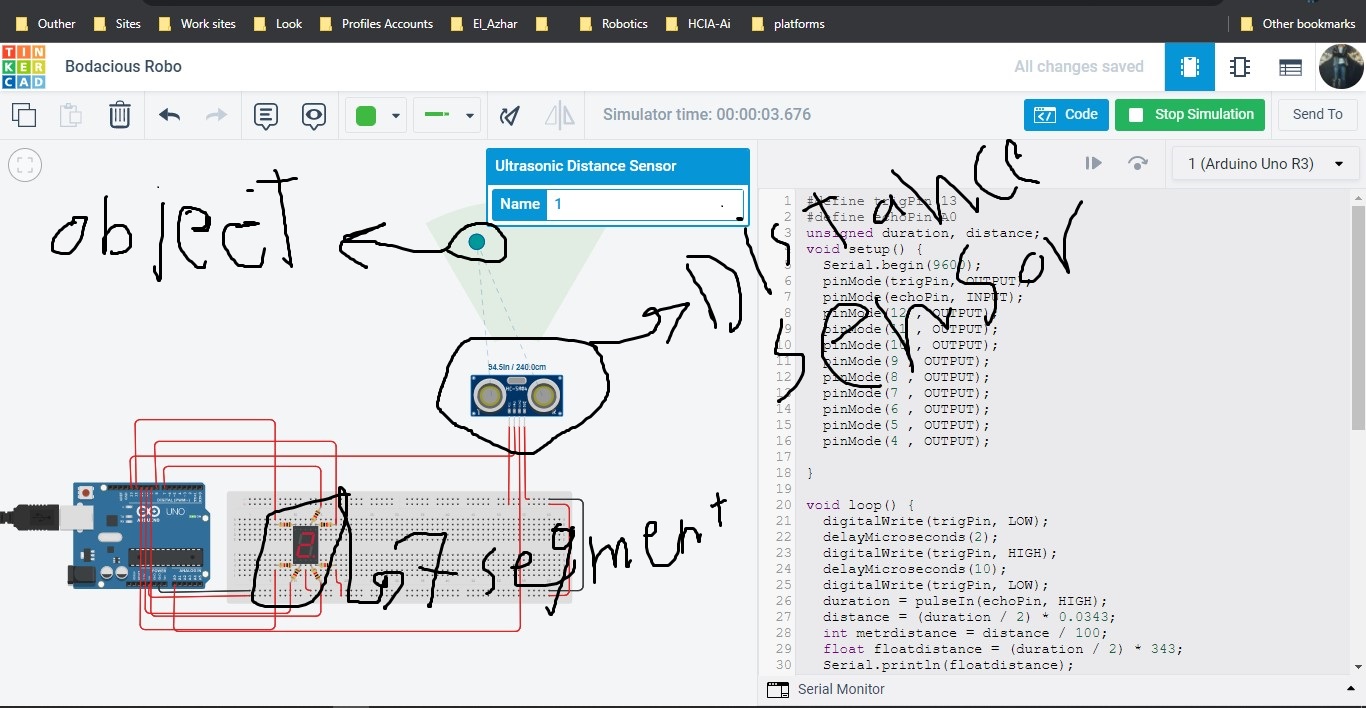 Outher Sites Work sites Look Profiles Accounts El_Azhar Robotics HCIA-Ai platforms Other bookmarks
TINKERCAD Bodacious Robo All changes saved
Simulator time: 00:00:03.676 Code Stop Simulation Send To
1 (Arduino Uno R3)
Ultrasonic Distance Sensor
Name 1
object
Distance
sensor
94.5in / 240.0cm
HC-SR04
UNO
7 segment
1 #define trigPin 13
2 #define echoPin A0
3 unsigned duration, distance;
4 void setup() {
5 Serial.begin(9600);
6 pinMode(trigPin, OUTPUT);
7 pinMode(echoPin, INPUT);
8 pinMode(12 , OUTPUT);
9 pinMode(11 , OUTPUT);
10 pinMode(10 , OUTPUT);
11 pinMode(9 , OUTPUT);
12 pinMode(8 , OUTPUT);
13 pinMode(7 , OUTPUT);
14 pinMode(6 , OUTPUT);
15 pinMode(5 , OUTPUT);
16 pinMode(4 , OUTPUT);
17
18 }
19
20 void loop() {
21 digitalWrite(trigPin, LOW);
22 delayMicroseconds(2);
23 digitalWrite(trigPin, HIGH);
24 delayMicroseconds(10);
25 digitalWrite(trigPin, LOW);
26 duration = pulseIn(echoPin, HIGH);
27 distance = (duration / 2) * 0.0343;
28 int metrdistance = distance / 100;
29 float floatdistance = (duration / 2) * 343;
30 Serial.println(floatdistance);
Serial Monitor